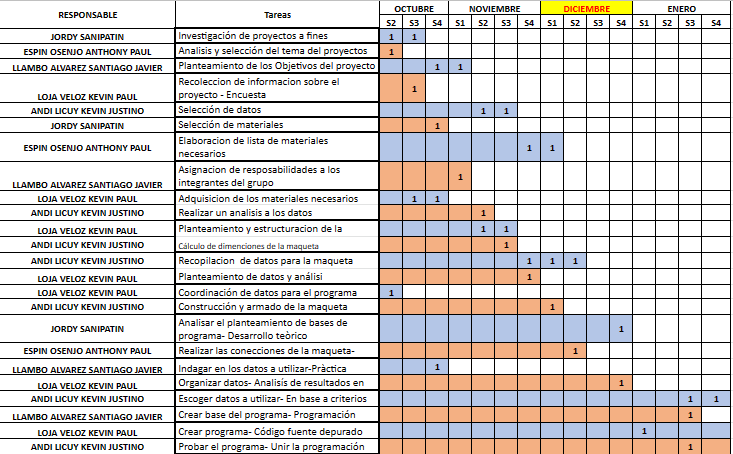 RESPONSABLE Tareas OCTUBRE NOVIEMBRE DICIEMBRE ENERO
S2 S3 S4 S1 S2 S3 S4 S1 S2 S3 S4 S1 S2 S3 S4
JORDY SANIPATIN Investigación de proyectos a fines 1 1
ESPIN OSENJO ANTHONY PAUL Analisis y selección del tema del proyectos 1
LLAMBO ALVAREZ SANTIAGO JAVIER Planteamiento de los Objetivos del proyecto 1 1
Recoleccion de informacion sobre el
LOJA VELOZ KEVIN PAUL proyecto - Encuesta 1
ANDI LICUY KEVIN JUSTINO Selección de datos 1 1
JORDY SANIPATIN Selección de materiales 1
Elaboracion de lista de materiales
ESPIN OSENJO ANTHONY PAUL necesarios 1 1
Asignacion de resposabilidades a los
LLAMBO ALVAREZ SANTIAGO JAVIER integrantes del grupo 1
LOJA VELOZ KEVIN PAUL Adquisicion de los materiales necesarios 1 1
ANDI LICUY KEVIN JUSTINO Realizar un analisis a los datos 1
LOJA VELOZ KEVIN PAUL Planteamiento y estructuracion de la 1 1
ANDI LICUY KEVIN JUSTINO Cálculo de dimenciones de la maqueta 1
ANDI LICUY KEVIN JUSTINO Recopilacion de datos para la maqueta 1 1 1
LOJA VELOZ KEVIN PAUL Planteamiento de datos y análisi 1
LOJA VELOZ KEVIN PAUL Coordinación de datos para el programa 1
ANDI LICUY KEVIN JUSTINO Construcción y armado de la maqueta 1
Analisar el planteamiento de bases de
JORDY SANIPATIN programa- Desarrollo teòrico 1
ESPIN OSENJO ANTHONY PAUL Realizar las conecciones de la maqueta- 1
LLAMBO ALVAREZ SANTIAGO JAVIER Indagar en los datos a utilizar-Pràctica 1
LOJA VELOZ KEVIN PAUL Organizar datos- Analisís de resultados en 1
ANDI LICUY KEVIN JUSTINO Escoger datos a utilizar- En base a criterios 1 1
LLAMBO ALVAREZ SANTIAGO JAVIER Crear base del programa- Programación 1
LOJA VELOZ KEVIN PAUL Crear programa- Código fuente depurado 1
ANDI LICUY KEVIN JUSTINO Probar el programa- Unir la programación 1